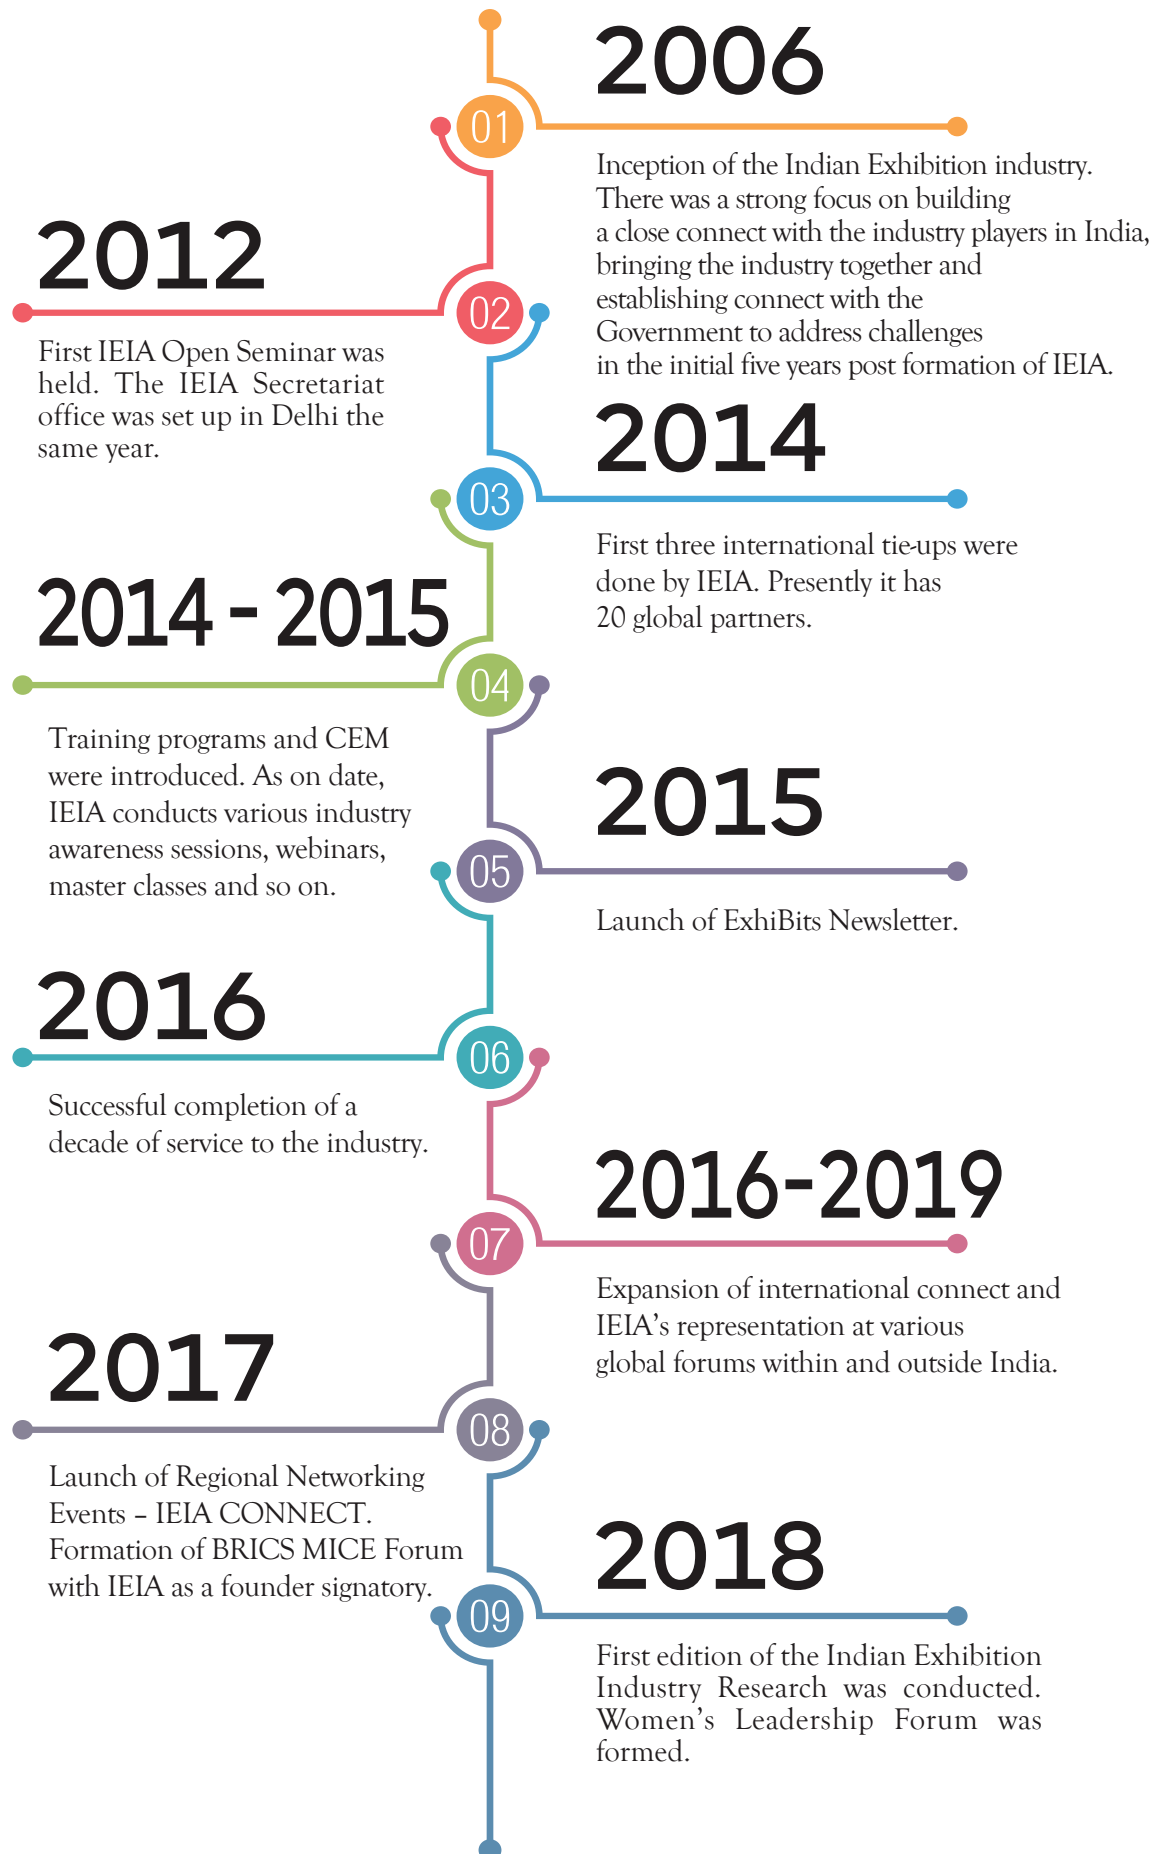 2006
01
Inception of the Indian Exhibition industry.
There was a strong focus on building
a close connect with the industry players in India,
bringing the industry together and
establishing connect with the
Government to address challenges
in the initial five years post formation of IEIA.
2012
02
First IEIA Open Seminar was
held. The IEIA Secretariat
office was set up in Delhi the
same year.
2014
03
First three international tie-ups were
done by IEIA. Presently it has
20 global partners.
2014 - 2015
04
Training programs and CEM
were introduced. As on date,
IEIA conducts various industry
awareness sessions, webinars,
master classes and so on.
2015
05
Launch of ExhiBits Newsletter.
2016
06
Successful completion of a
decade of service to the industry.
2016-2019
07
Expansion of international connect and
IEIA’s representation at various
global forums within and outside India.
2017
08
Launch of Regional Networking
Events – IEIA CONNECT.
Formation of BRICS MICE Forum
with IEIA as a founder signatory.
2018
09
First edition of the Indian Exhibition
Industry Research was conducted.
Women’s Leadership Forum was
formed.